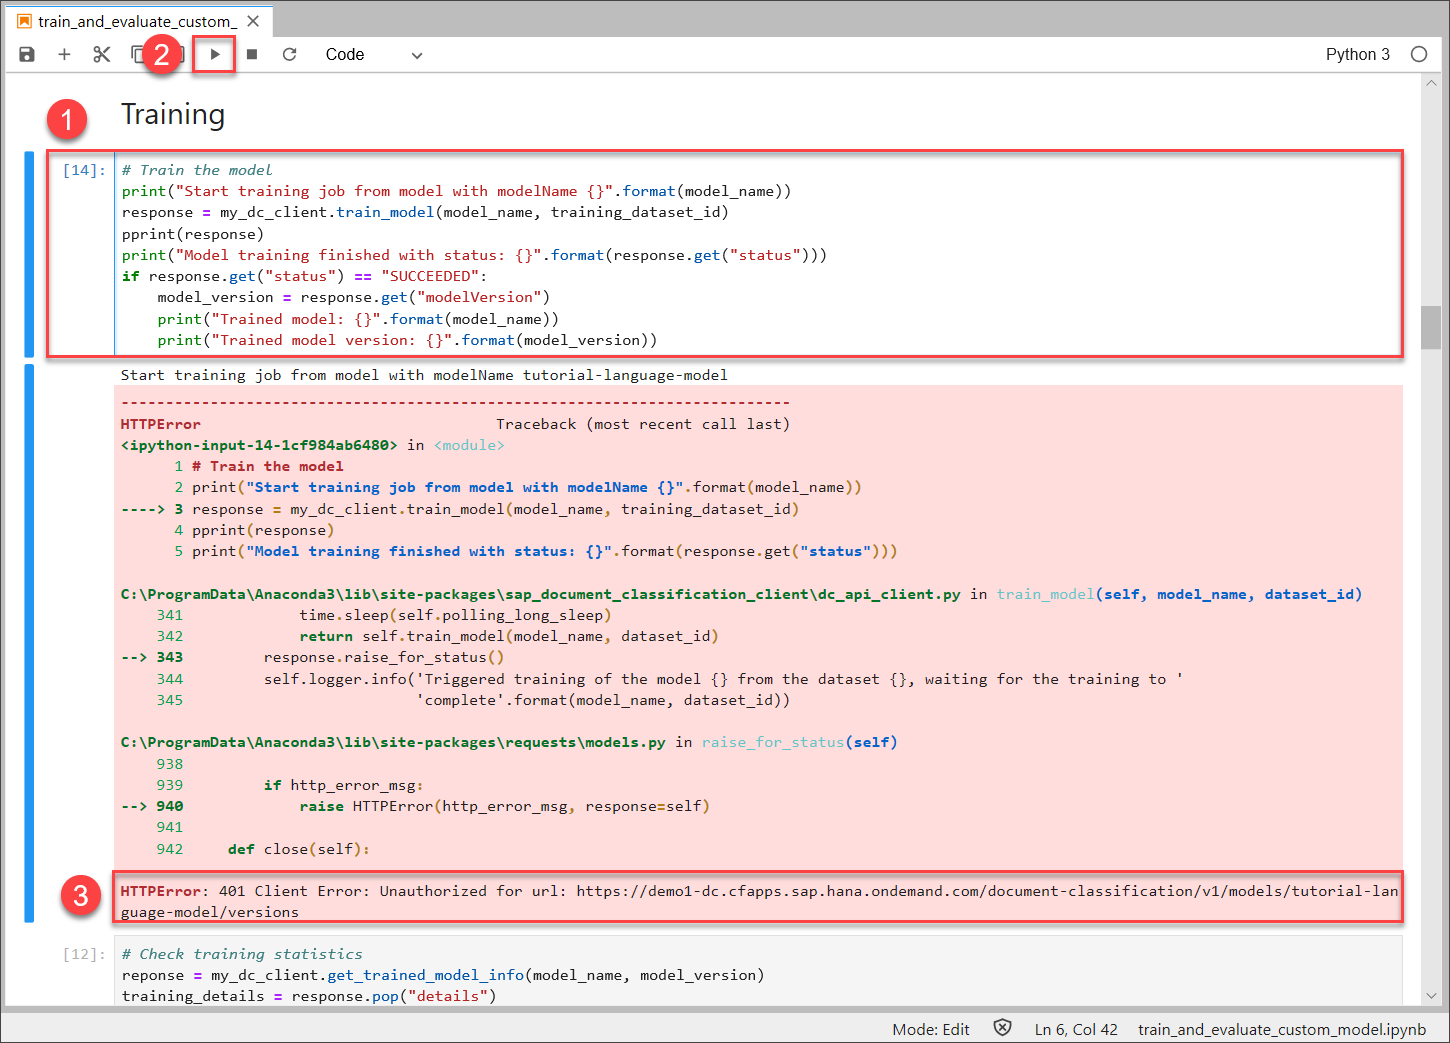 train_and_evaluate_custom_
2
Code
Python 3
1
Training
[14]:
# Train the model
print("Start training job from model with modelName {}".format(model_name))
response = my_dc_client.train_model(model_name, training_dataset_id)
pprint(response)
print("Model training finished with status: {}".format(response.get("status")))
if response.get("status") == "SUCCEEDED":
    model_version = response.get("modelVersion")
    print("Trained model: {}".format(model_name))
    print("Trained model version: {}".format(model_version))
Start training job from model with modelName tutorial-language-model
---------------------------------------------------------------------------
HTTPError                                 Traceback (most recent call last)
<ipython-input-14-1cf984ab6480> in <module>
      1 # Train the model
      2 print("Start training job from model with modelName {}".format(model_name))
----> 3 response = my_dc_client.train_model(model_name, training_dataset_id)
      4 pprint(response)
      5 print("Model training finished with status: {}".format(response.get("status")))
C:\ProgramData\Anaconda3\lib\site-packages\sap_document_classification_client\dc_api_client.py in train_model(self, model_name, dataset_id)
    341             time.sleep(self.polling_long_sleep)
    342             return self.train_model(model_name, dataset_id)
--> 343         response.raise_for_status()
    344         self.logger.info('Triggered training of the model {} from the dataset {}, waiting for the training to '
    345                          'complete'.format(model_name, dataset_id))
C:\ProgramData\Anaconda3\lib\site-packages\requests\models.py in raise_for_status(self)
    938
    939         if http_error_msg:
--> 940             raise HTTPError(http_error_msg, response=self)
    941
    942     def close(self):
3
HTTPError: 401 Client Error: Unauthorized for url: https://demo1-dc.cfapps.sap.hana.ondemand.com/document-classification/v1/models/tutorial-lan
guage-model/versions
[12]:
# Check training statistics
reponse = my_dc_client.get_trained_model_info(model_name, model_version)
training_details = response.pop("details")
Mode: Edit
Ln 6, Col 42
train_and_evaluate_custom_model.ipynb